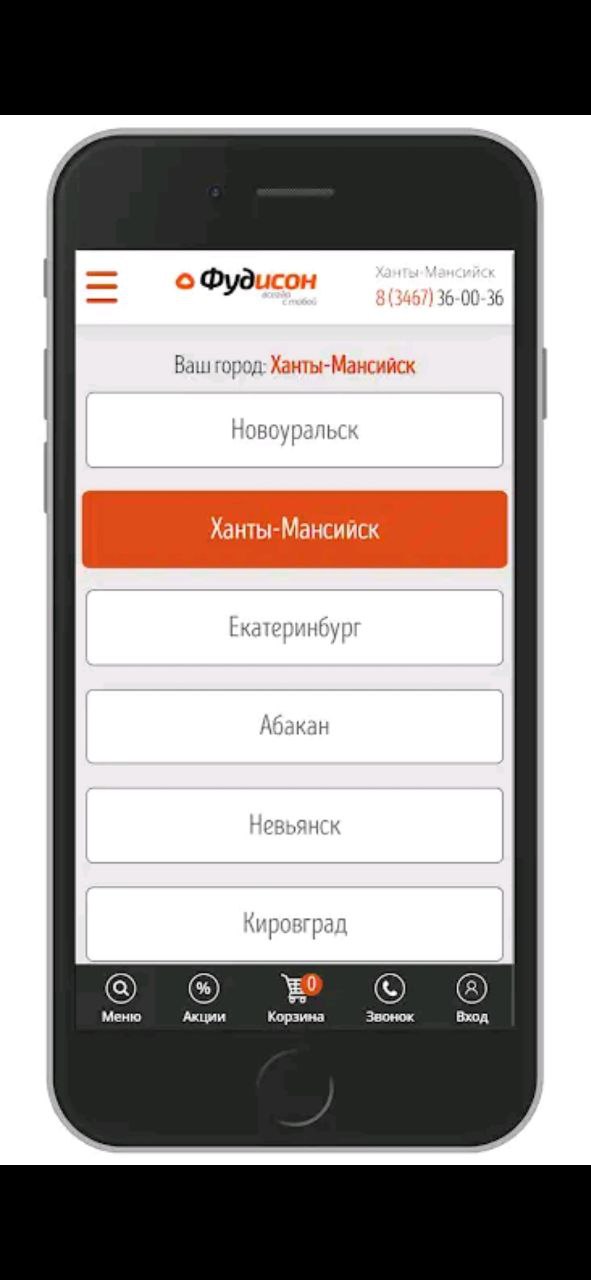 Фудисон
всегда
с тобой
Ханты-Мансийск
8 (3467) 36-00-36
Ваш город: Ханты-Мансийск
Новоуральск
Ханты-Мансийск
Екатеринбург
Абакан
Невьянск
Кировград
0
Меню
% Акции
Корзина
Звонок
Вход